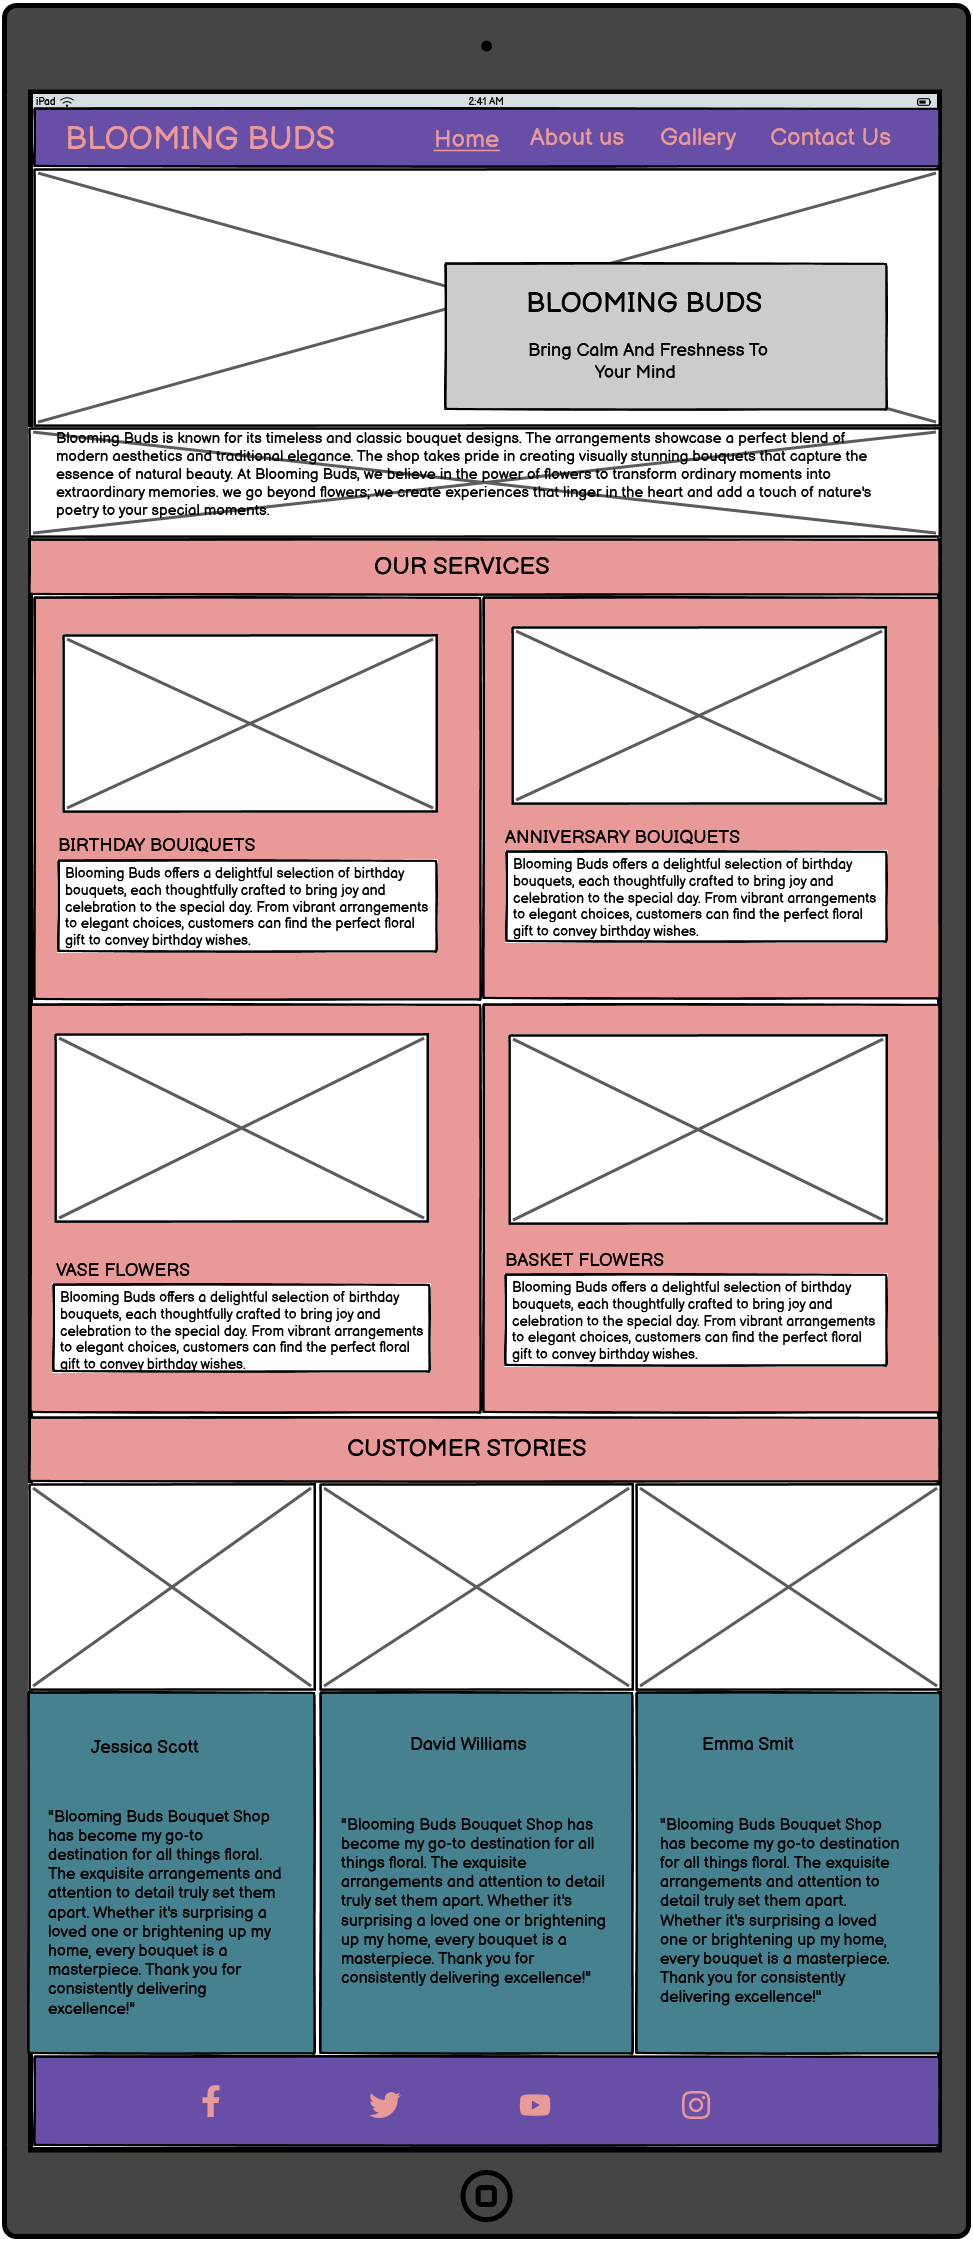 iPad
2:41 AM
BLOOMING BUDS
Home
About us
Gallery
Contact Us
BLOOMING BUDS
Bring Calm And Freshness To
Your Mind
Blooming Buds is known for its timeless and classic bouquet designs. The arrangements showcase a perfect blend of
modern aesthetics and traditional elegance. The shop takes pride in creating visually stunning bouquets that capture the
essence of natural beauty. At Blooming Buds, we believe in the power of flowers to transform ordinary moments into
extraordinary memories. we go beyond flowers; we create experiences that linger in the heart and add a touch of nature's
poetry to your special moments.
OUR SERVICES
BIRTHDAY BOUIQUETS
Blooming Buds offers a delightful selection of birthday
bouquets, each thoughtfully crafted to bring joy and
celebration to the special day. From vibrant arrangements
to elegant choices, customers can find the perfect floral
gift to convey birthday wishes.
ANNIVERSARY BOUIQUETS
Blooming Buds offers a delightful selection of birthday
bouquets, each thoughtfully crafted to bring joy and
celebration to the special day. From vibrant arrangements
to elegant choices, customers can find the perfect floral
gift to convey birthday wishes.
VASE FLOWERS
Blooming Buds offers a delightful selection of birthday
bouquets, each thoughtfully crafted to bring joy and
celebration to the special day. From vibrant arrangements
to elegant choices, customers can find the perfect floral
gift to convey birthday wishes.
BASKET FLOWERS
Blooming Buds offers a delightful selection of birthday
bouquets, each thoughtfully crafted to bring joy and
celebration to the special day. From vibrant arrangements
to elegant choices, customers can find the perfect floral
gift to convey birthday wishes.
CUSTOMER STORIES
Jessica Scott
"Blooming Buds Bouquet Shop
has become my go-to
destination for all things floral.
The exquisite arrangements and
attention to detail truly set them
apart. Whether it's surprising a
loved one or brightening up my
home, every bouquet is a
masterpiece. Thank you for
consistently delivering
excellence!"
David Williams
"Blooming Buds Bouquet Shop has
become my go-to destination for all
things floral. The exquisite
arrangements and attention to detail
truly set them apart. Whether it's
surprising a loved one or brightening
up my home, every bouquet is a
masterpiece. Thank you for
consistently delivering excellence!"
Emma Smit
"Blooming Buds Bouquet Shop
has become my go-to destination
for all things floral. The exquisite
arrangements and attention to
detail truly set them apart.
Whether it's surprising a loved
one or brightening up my home,
every bouquet is a masterpiece.
Thank you for consistently
delivering excellence!"